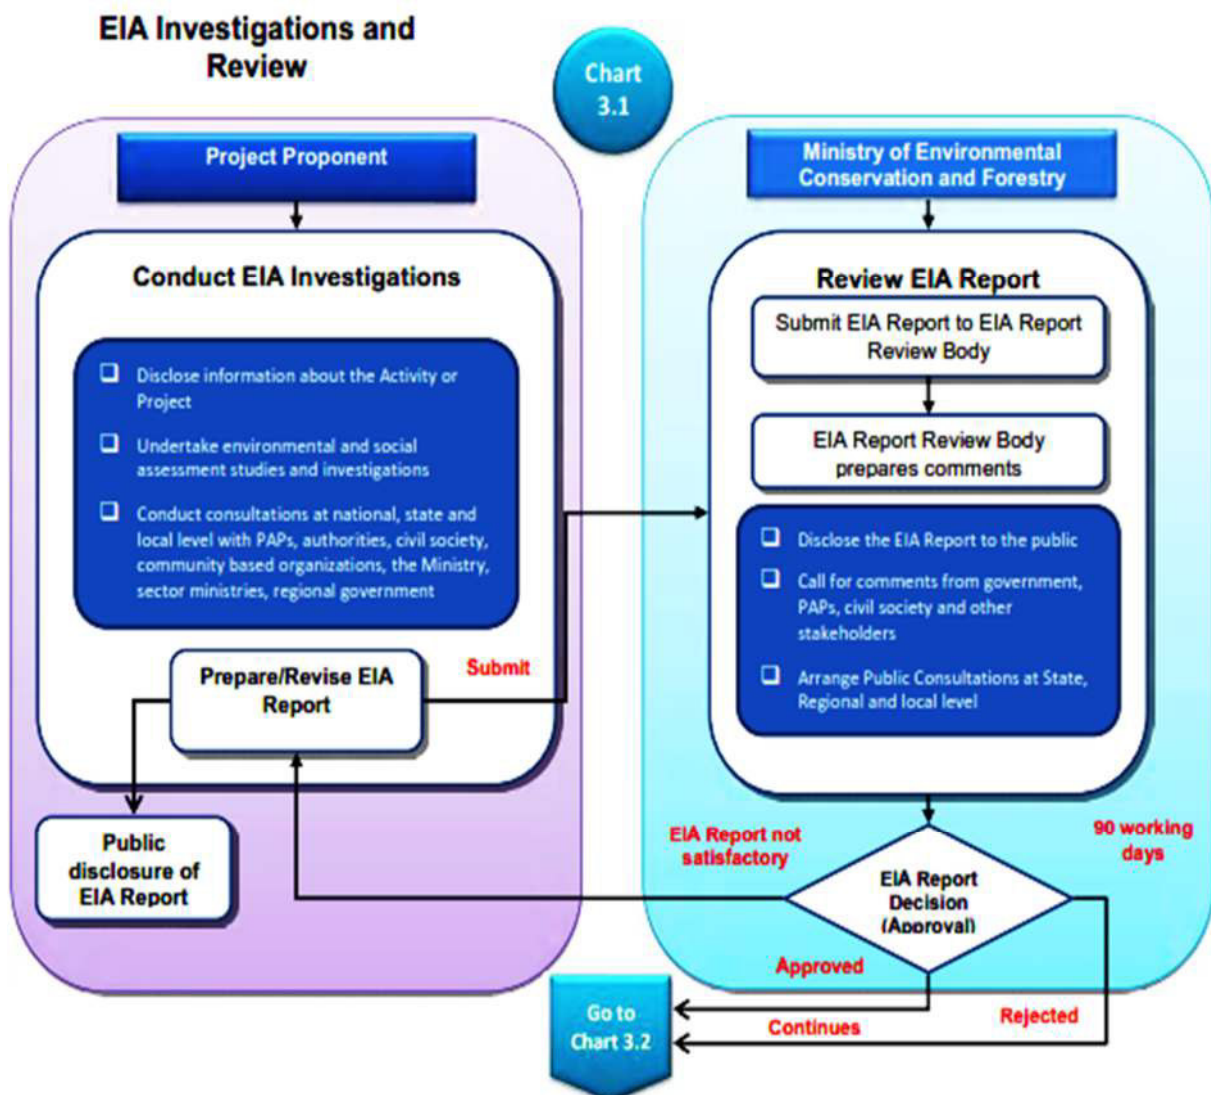 EIA Investigations and
Review
Chart
3.1
Project Proponent
Conduct EIA Investigations
❑ Disclose information about the Activity or
Project
❑ Undertake environmental and social
assessment studies and investigations
❑ Conduct consultations at national, state and
local level with PAPs, authorities, civil society,
community based organizations, the Ministry,
sector ministries, regional government
Prepare/Revise EIA
Report
Submit
Public
disclosure of
EIA Report
Ministry of Environmental
Conservation and Forestry
Review EIA Report
Submit EIA Report to EIA Report
Review Body
EIA Report Review Body
prepares comments
❑ Disclose the EIA Report to the public
❑ Call for comments from government,
PAPs, civil society and other
stakeholders
❑ Arrange Public Consultations at State,
Regional and local level
EIA Report not
satisfactory
90 working
days
EIA Report
Decision
(Approval)
Approved
Continues
Rejected
Go to
Chart 3.2